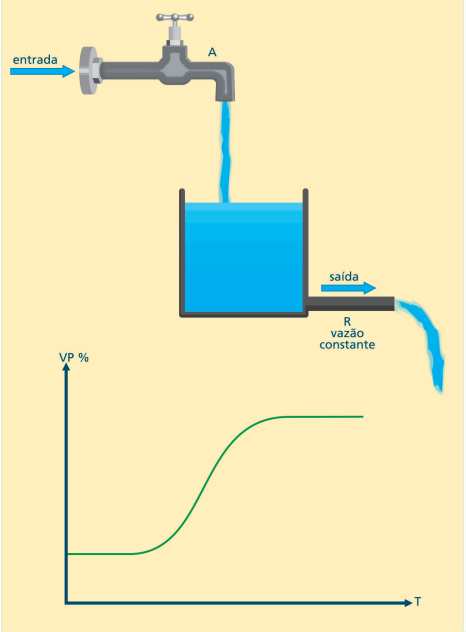 A
entrada
saída
R
vazão
constante
VP %
T